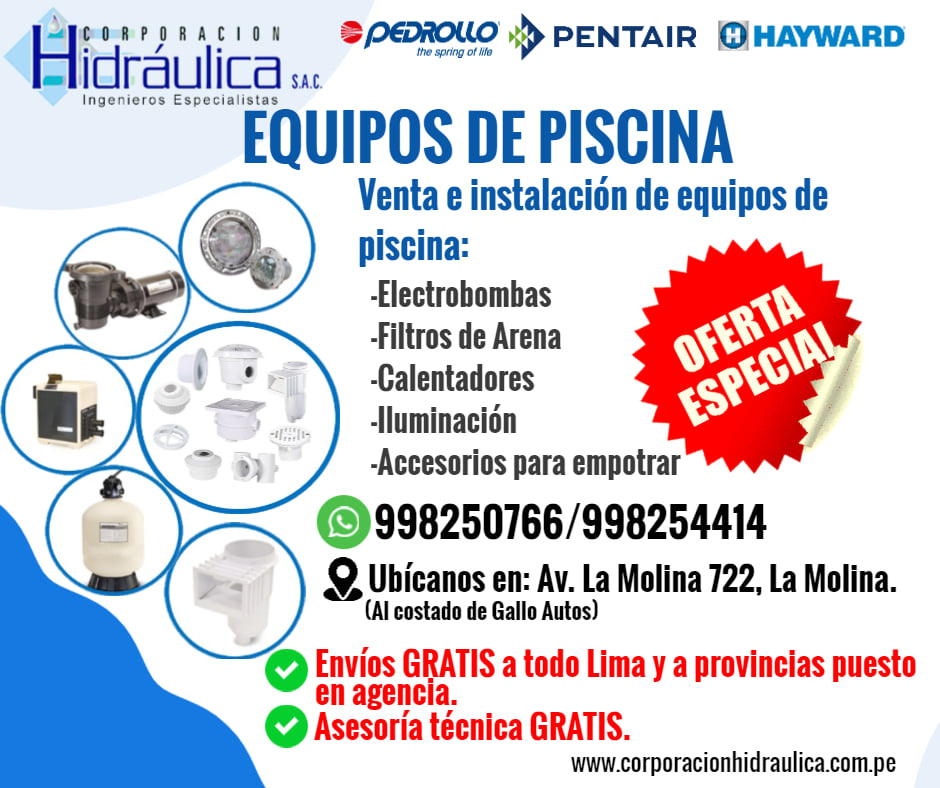 CORPORACION
Hidráulica S.A.C.
Ingenieros Especialistas
PEDROLLO
the spring of life
PENTAIR
H HAYWARD
EQUIPOS DE PISCINA
Venta e instalación de equipos de
piscina:
-Electrobombas
-Filtros de Arena
-Calentadores
-Iluminación
-Accesorios para empotrar
OFERTA
ESPECIAL
998250766/998254414
Ubícanos en: Av. La Molina 722, La Molina.
(Al costado de Gallo Autos)
Envíos GRATIS a todo Lima y a provincias puesto
en agencia.
Asesoría técnica GRATIS.
www.corporacionhidraulica.com.pe